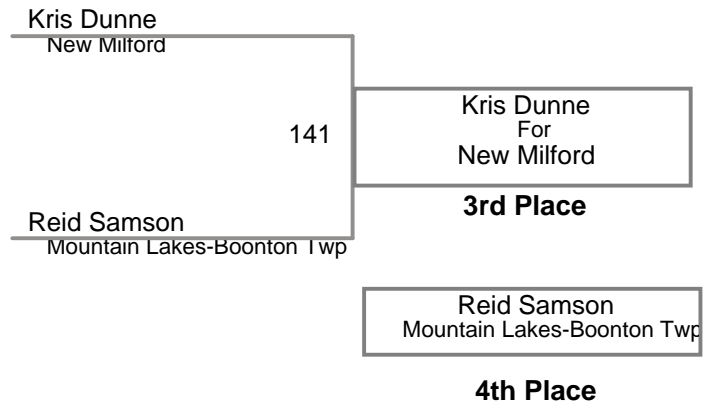 Kris Dunne
New Milford
141
Kris Dunne
For
New Milford
3rd Place
Reid Samson
Mountain Lakes-Boonton Twp
Reid Samson
Mountain Lakes-Boonton Twp
4th Place